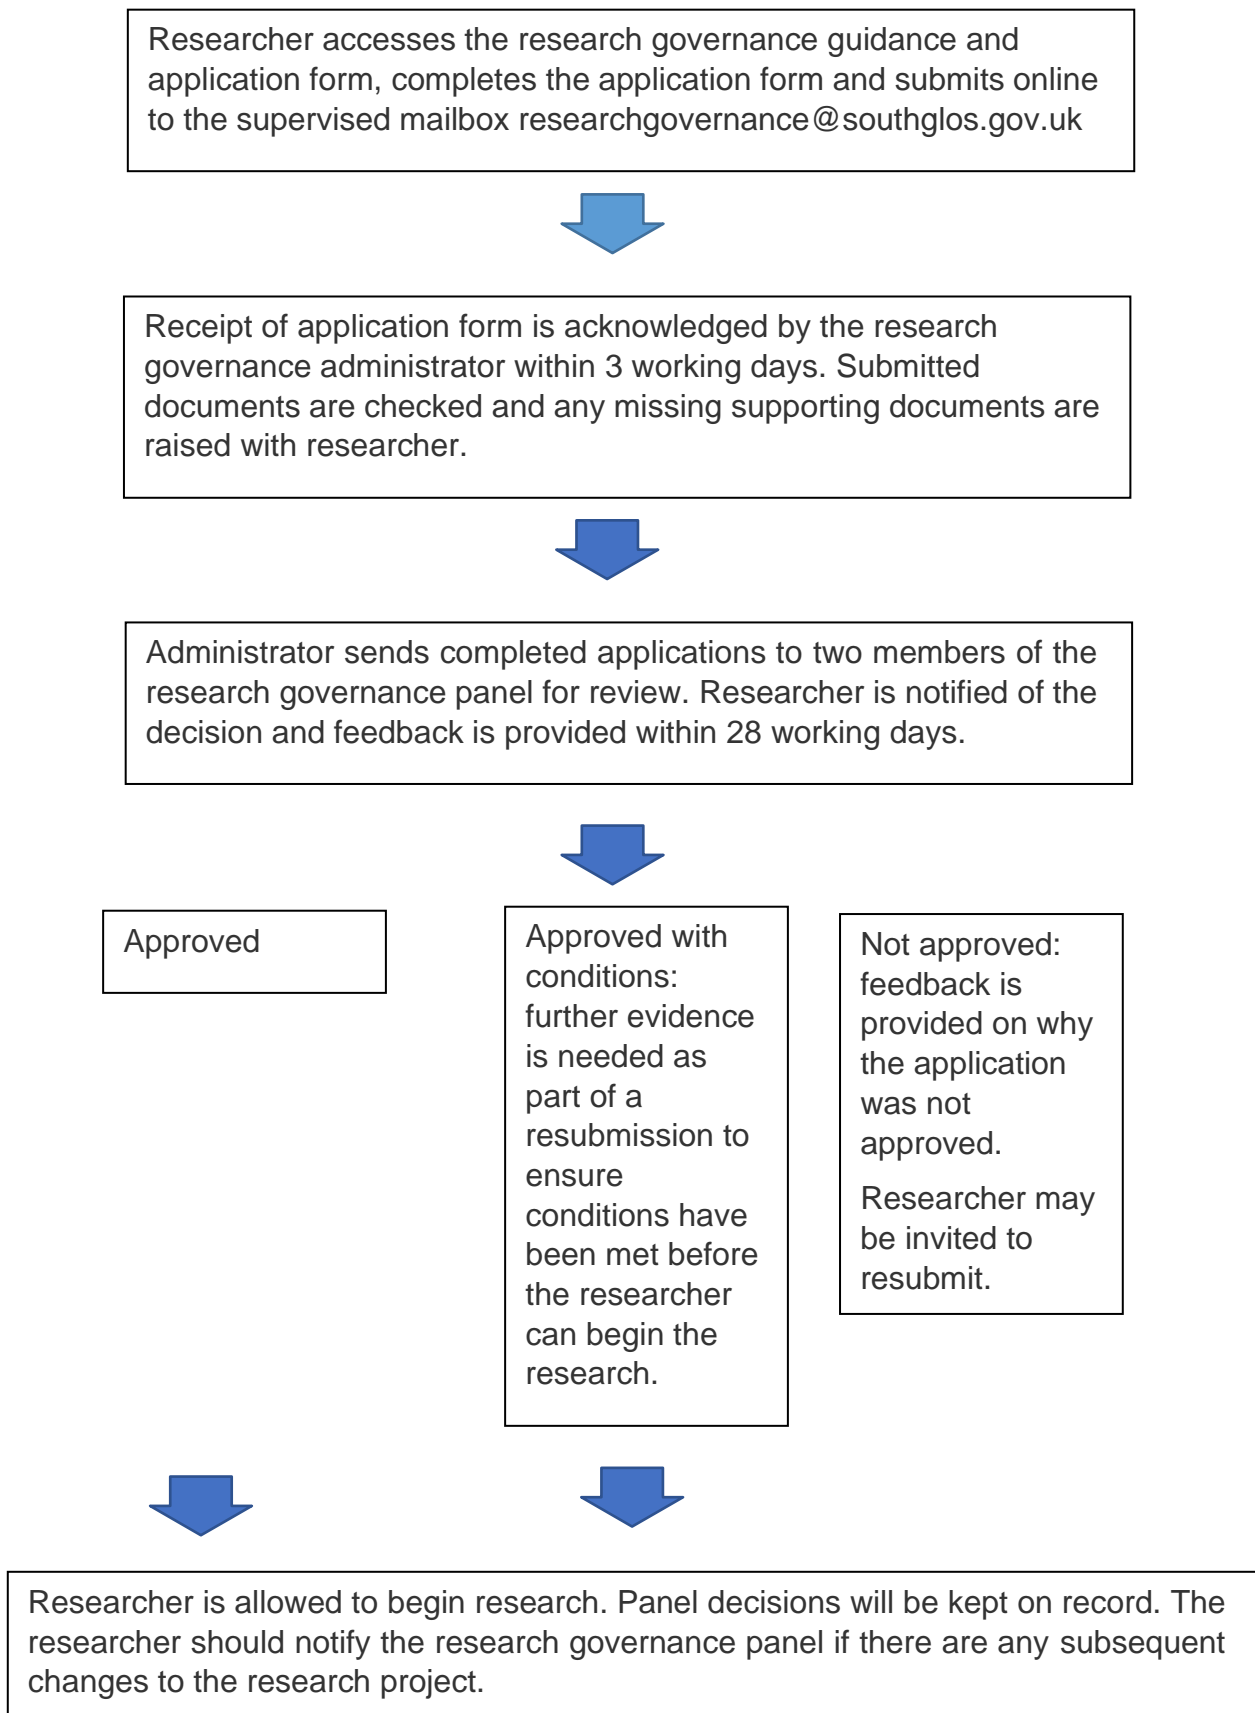 Researcher accesses the research governance guidance and
application form, completes the application form and submits online
to the supervised mailbox researchgovernance@southglos.gov.uk
Receipt of application form is acknowledged by the research
governance administrator within 3 working days. Submitted
documents are checked and any missing supporting documents are
raised with researcher.
Administrator sends completed applications to two members of the
research governance panel for review. Researcher is notified of the
decision and feedback is provided within 28 working days.
Approved
Approved with
conditions:
further evidence
is needed as
part of a
resubmission to
ensure
conditions have
been met before
the researcher
can begin the
research.
Not approved:
feedback is
provided on why
the application
was not
approved.
Researcher may
be invited to
resubmit.
Researcher is allowed to begin research. Panel decisions will be kept on record. The
researcher should notify the research governance panel if there are any subsequent
changes to the research project.